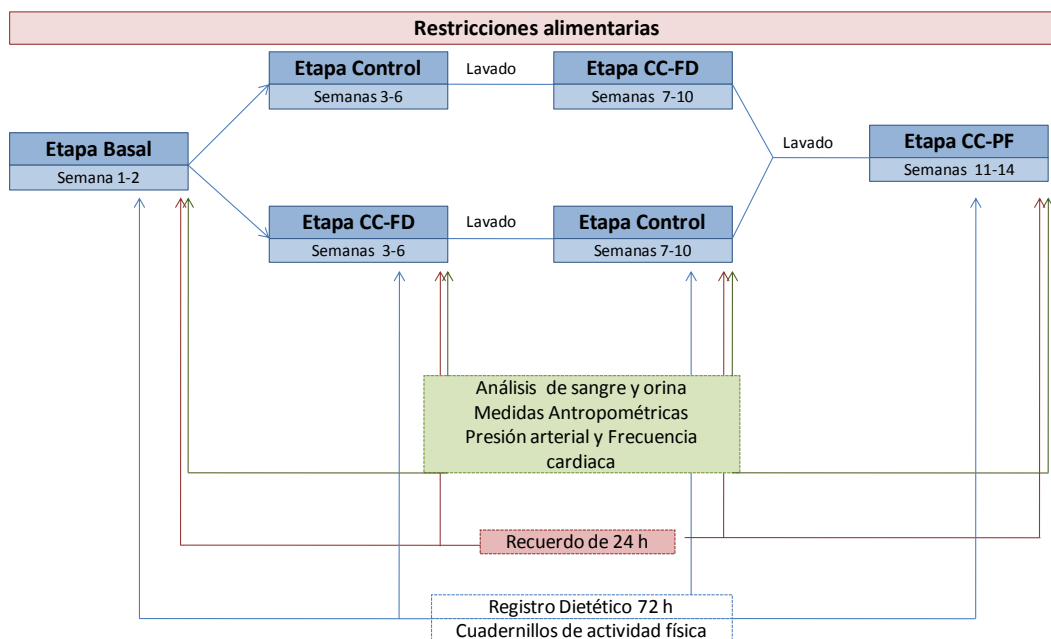 Restricciones alimentarias
Etapa Control
Semanas 3-6
Lavado
Etapa CC-FD
Semanas 7-10
Etapa Basal
Semana 1-2
Lavado
Etapa CC-PF
Semanas 11-14
Etapa CC-FD
Semanas 3-6
Lavado
Etapa Control
Semanas 7-10
Análisis de sangre y orina
Medidas Antropométricas
Presión arterial y Frecuencia
cardiaca
Recuerdo de 24 h
Registro Dietético 72 h
Cuadernillos de actividad física